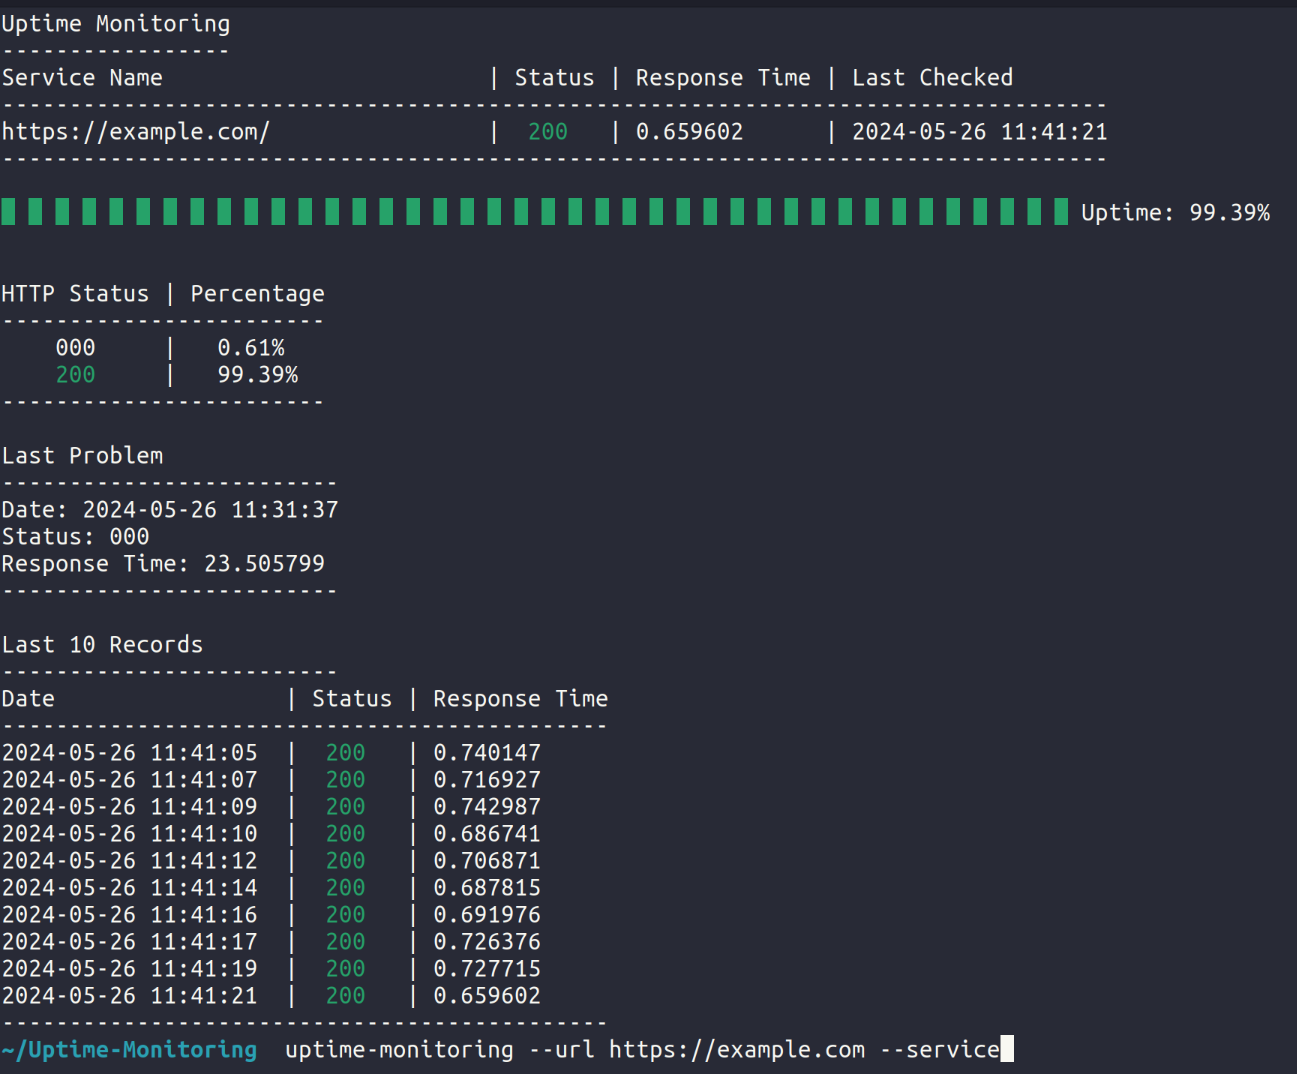 Uptime Monitoring
-----------------
Service Name                        | Status | Response Time | Last Checked
----------------------------------------------------------------------------------
https://example.com/                |  200   | 0.659602      | 2024-05-26 11:41:21
----------------------------------------------------------------------------------
Uptime: 99.39%
HTTP Status | Percentage
------------------------
    000     |   0.61%
    200     |   99.39%
------------------------
Last Problem
-------------------------
Date: 2024-05-26 11:31:37
Status: 000
Response Time: 23.505799
-------------------------
Last 10 Records
-------------------------
Date                 | Status | Response Time
---------------------------------------------
2024-05-26 11:41:05  |  200   | 0.740147
2024-05-26 11:41:07  |  200   | 0.716927
2024-05-26 11:41:09  |  200   | 0.742987
2024-05-26 11:41:10  |  200   | 0.686741
2024-05-26 11:41:12  |  200   | 0.706871
2024-05-26 11:41:14  |  200   | 0.687815
2024-05-26 11:41:16  |  200   | 0.691976
2024-05-26 11:41:17  |  200   | 0.726376
2024-05-26 11:41:19  |  200   | 0.727715
2024-05-26 11:41:21  |  200   | 0.659602
---------------------------------------------
~/Uptime-Monitoring  uptime-monitoring --url https://example.com --service